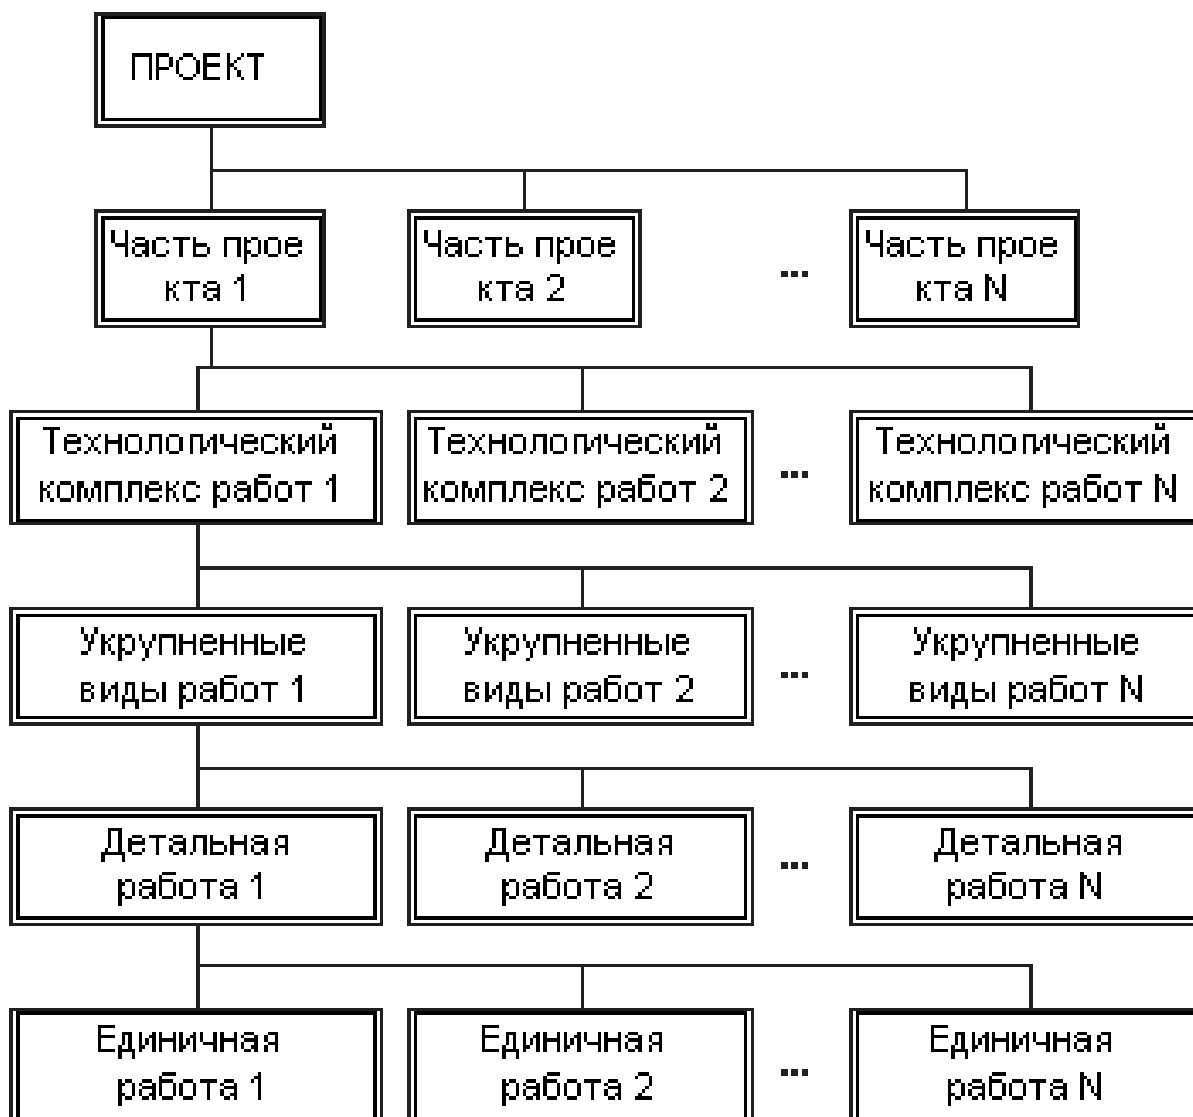 ПРОЕКТ
Часть прое
кта 1
Часть прое
кта 2
...
Часть прое
кта N
Технологический
комплекс работ 1
Технологический
комплекс работ 2
...
Технологический
комплекс работ N
Укрупненные
виды работ 1
Укрупненные
виды работ 2
...
Укрупненные
виды работ N
Детальная
работа 1
Детальная
работа 2
...
Детальная
работа N
Единичная
работа 1
Единичная
работа 2
...
Единичная
работа N